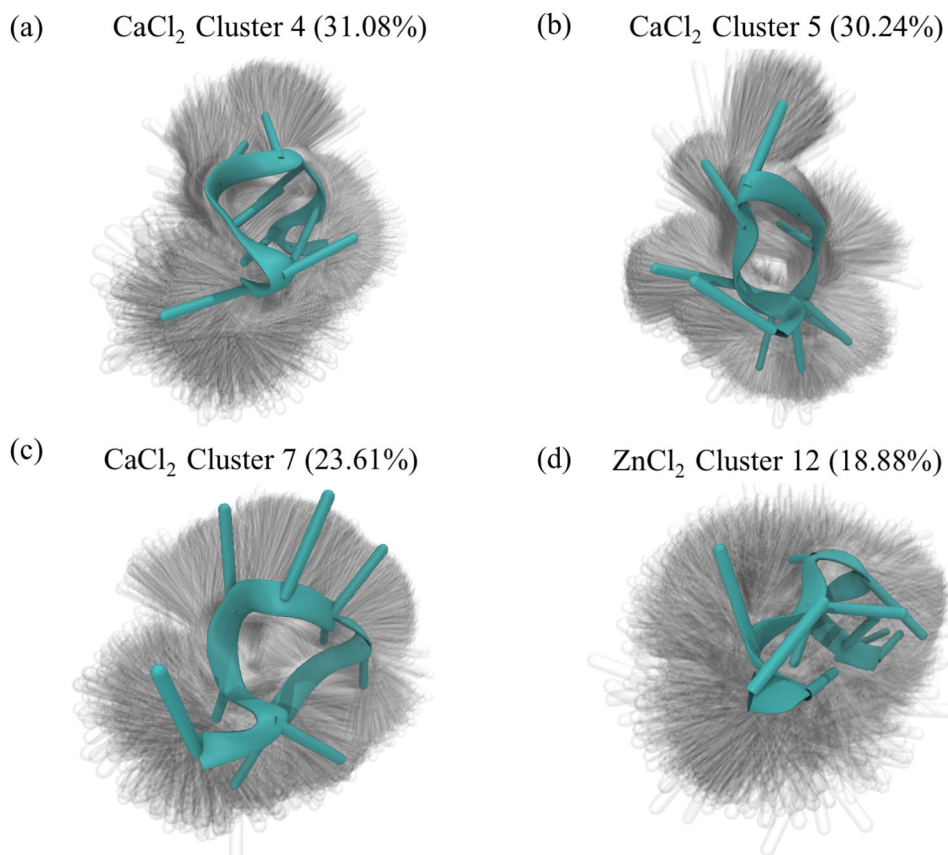 (a) CaCl₂ Cluster 4 (31.08%)
(b) CaCl₂ Cluster 5 (30.24%)
(c) CaCl₂ Cluster 7 (23.61%)
(d) ZnCl₂ Cluster 12 (18.88%)